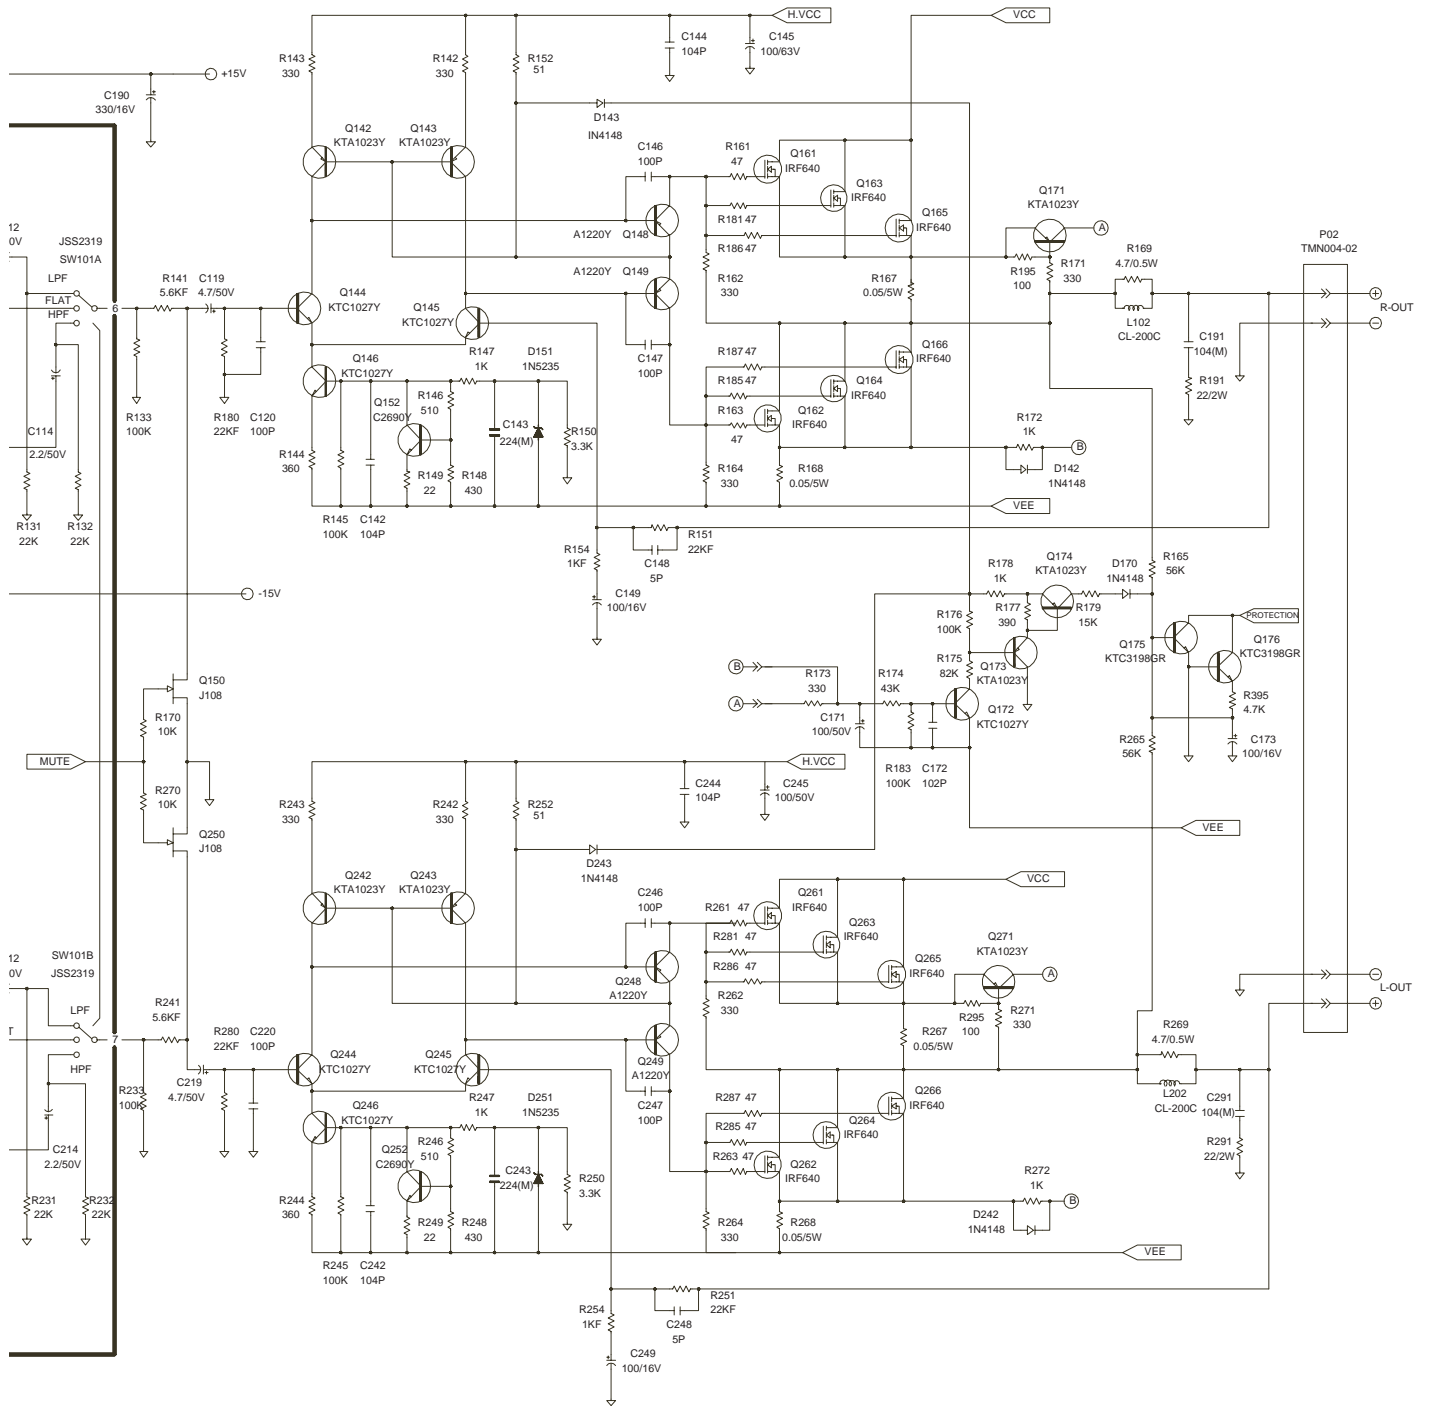 H.VCC
VCC
C144
104P
C145
100/63V
R143
330
R142
330
R152
51
+15V
C190
330/16V
D143
IN4148
Q142
KTA1023Y
Q143
KTA1023Y
C146
100P
R161
47
Q161
IRF640
Q163
IRF640
Q165
IRF640
Q171
KTA1023Y
A
R181 47
R186 47
A1220Y
Q148
A1220Y
Q149
R162
330
R167
0.05/5W
R195
100
R171
330
R169
4.7/0.5W
L102
CL-200C
P02
TMN004-02
R-OUT
12
0V
JSS2319
SW101A
LPF
FLAT
HPF
6
R141
5.6KF
C119
4.7/50V
Q144
KTC1027Y
Q145
KTC1027Y
R147
1K
D151
1N5235
C147
100P
R187 47
R185 47
R163
47
Q166
IRF640
Q164
IRF640
Q162
IRF640
C191
104(M)
R191
22/2W
Q146
KTC1027Y
Q152
C2690Y
R146
510
C143
224(M)
R150
3.3K
R133
100K
R180
22KF
C120
100P
C114
2.2/50V
R144
360
R149
22
R148
430
R164
330
R168
0.05/5W
R172
1K
B
D142
1N4148
VEE
R131
22K
R132
22K
R145
100K
C142
104P
R151
22KF
C148
5P
R154
1KF
C149
100/16V
-15V
R178
1K
Q174
KTA1023Y
D170
1N4148
R165
56K
R176
100K
R177
390
R179
15K
PROTECTION
Q175
KTC3198GR
Q176
KTC3198GR
R175
82K
Q173
KTA1023Y
B
A
R173
330
R174
43K
Q172
KTC1027Y
C171
100/50V
R183
100K
C172
102P
R395
4.7K
C173
100/16V
R265
56K
Q150
J108
R170
10K
MUTE
R270
10K
Q250
J108
H.VCC
C244
104P
C245
100/50V
R243
330
R242
330
R252
51
VEE
D243
1N4148
VCC
Q242
KTA1023Y
Q243
KTA1023Y
C246
100P
R261 47
Q261
IRF640
R281 47
Q263
IRF640
R286 47
Q265
IRF640
Q271
KTA1023Y
A
12
0V
SW101B
JSS2319
LPF
HPF
T
7
R241
5.6KF
Q248
A1220Y
R262
330
R295
100
R271
330
R267
0.05/5W
L-OUT
R269
4.7/0.5W
L202
CL-200C
R280
22KF
C220
100P
C219
4.7/50V
R233
100K
Q244
KTC1027Y
Q245
KTC1027Y
Q249
A1220Y
R247
1K
D251
1N5235
C247
100P
R287 47
R285 47
R263 47
Q266
IRF640
Q264
IRF640
Q262
IRF640
C291
104(M)
R291
22/2W
Q246
KTC1027Y
Q252
C2690Y
R246
510
C243
224(M)
R250
3.3K
C214
2.2/50V
R231
22K
R232
22K
R244
360
R249
22
R248
430
R264
330
R268
0.05/5W
R272
1K
B
D242
1N4148
VEE
R245
100K
C242
104P
R251
22KF
C248
5P
R254
1KF
C249
100/16V